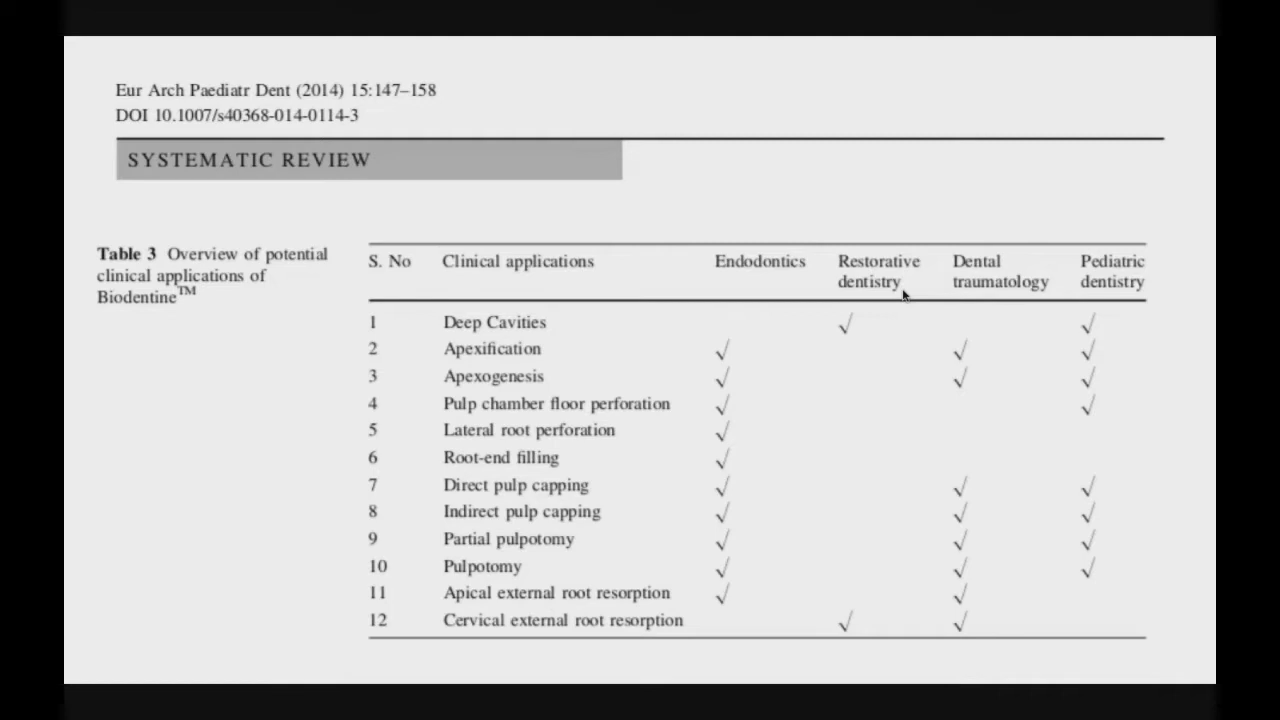 Eur Arch Paediatr Dent (2014) 15:147–158
DOI 10.1007/s40368-014-0114-3
SYSTEMATIC REVIEW
Table 3 Overview of potential
clinical applications of
Biodentine™
S. No Clinical applications Endodontics Restorative dentistry Dental traumatology Pediatric dentistry
1 Deep Cavities √ √
2 Apexification √ √ √
3 Apexogenesis √ √ √
4 Pulp chamber floor perforation √ √
5 Lateral root perforation √
6 Root-end filling √
7 Direct pulp capping √ √ √
8 Indirect pulp capping √ √ √
9 Partial pulpotomy √ √ √
10 Pulpotomy √ √ √
11 Apical external root resorption √ √
12 Cervical external root resorption √ √